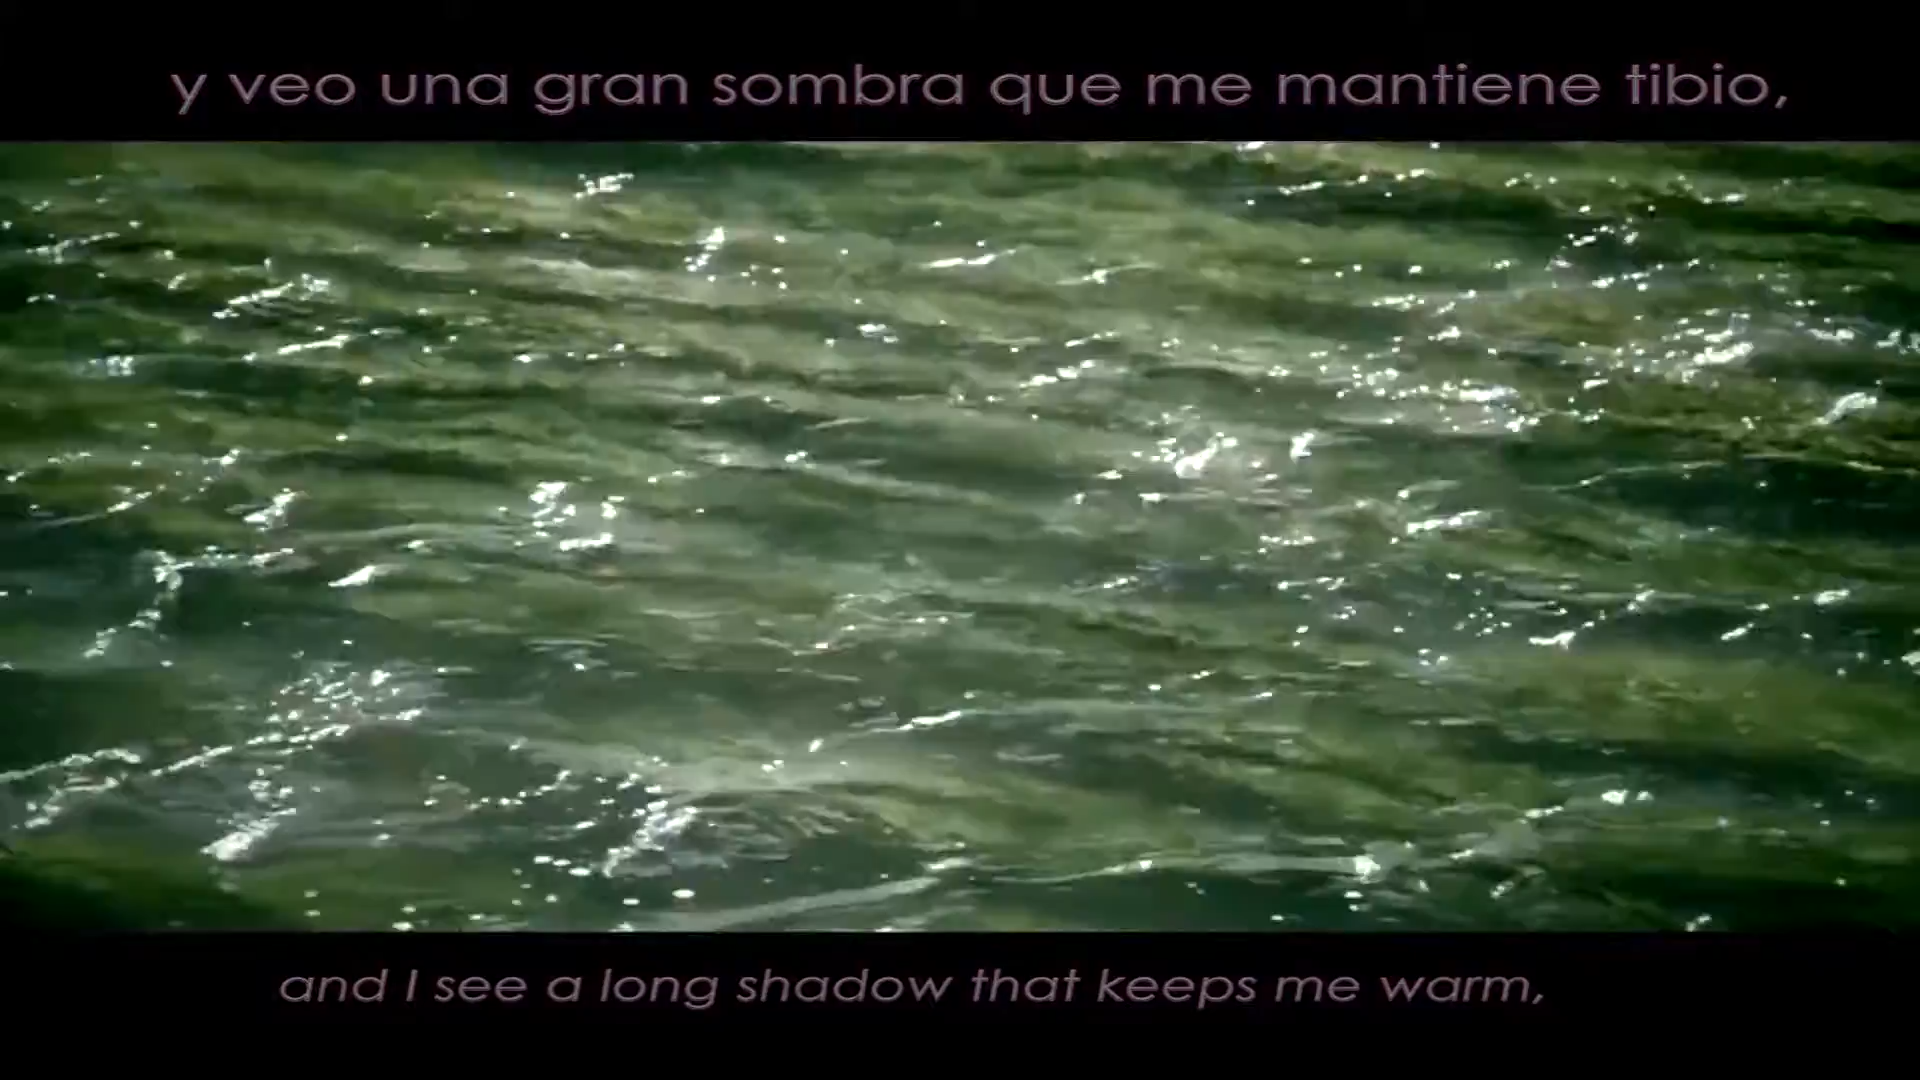 y veo una gran sombra que me mantiene tibio,
and I see a long shadow that keeps me warm,